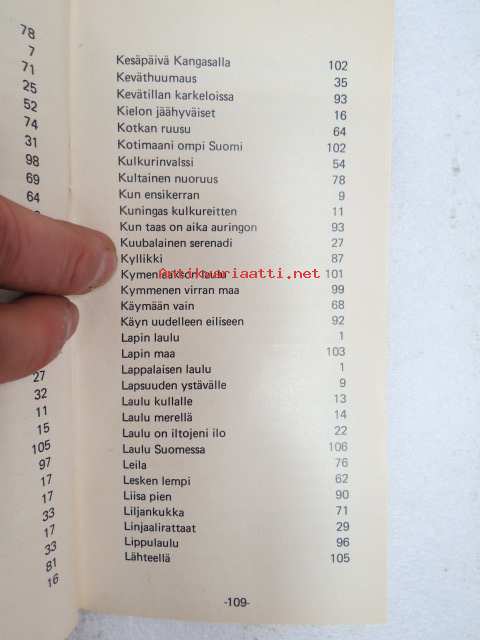 78
7
71
25
52
74
31
98
69
64
27
32
11
15
105
97
17
17
33
17
33
81
16
Kesäpäivä Kangasalla 102
Keväthuumaus 35
Kevätillan karkeloissa 93
Kielon jäähyväiset 16
Kotkan ruusu 64
Kotimaani ompi Suomi 102
Kulkurinvalssi 54
Kultainen nuoruus 78
Kun ensikerran 9
Kuningas kulkureitten 11
Kun taas on aika auringon 93
Kuubalainen serenadi 27
Kyllikki 87
Kymenlaakson laulu 101
Antikvariaatti.net
Kymmenen virran maa 99
Käymään vain 68
Käyn uudelleen eiliseen 92
Lapin laulu 1
Lapin maa 103
Lappalaisen laulu 1
Lapsuuden ystävälle 9
Laulu kullalle 13
Laulu merellä 14
Laulu on iltojeni ilo 22
Laulu Suomessa 106
Leila 76
Lesken lempi 62
Liisa pien 90
Liljankukka 71
Linjaalirattaat 29
Lippulaulu 96
Lähteellä 105
-109-